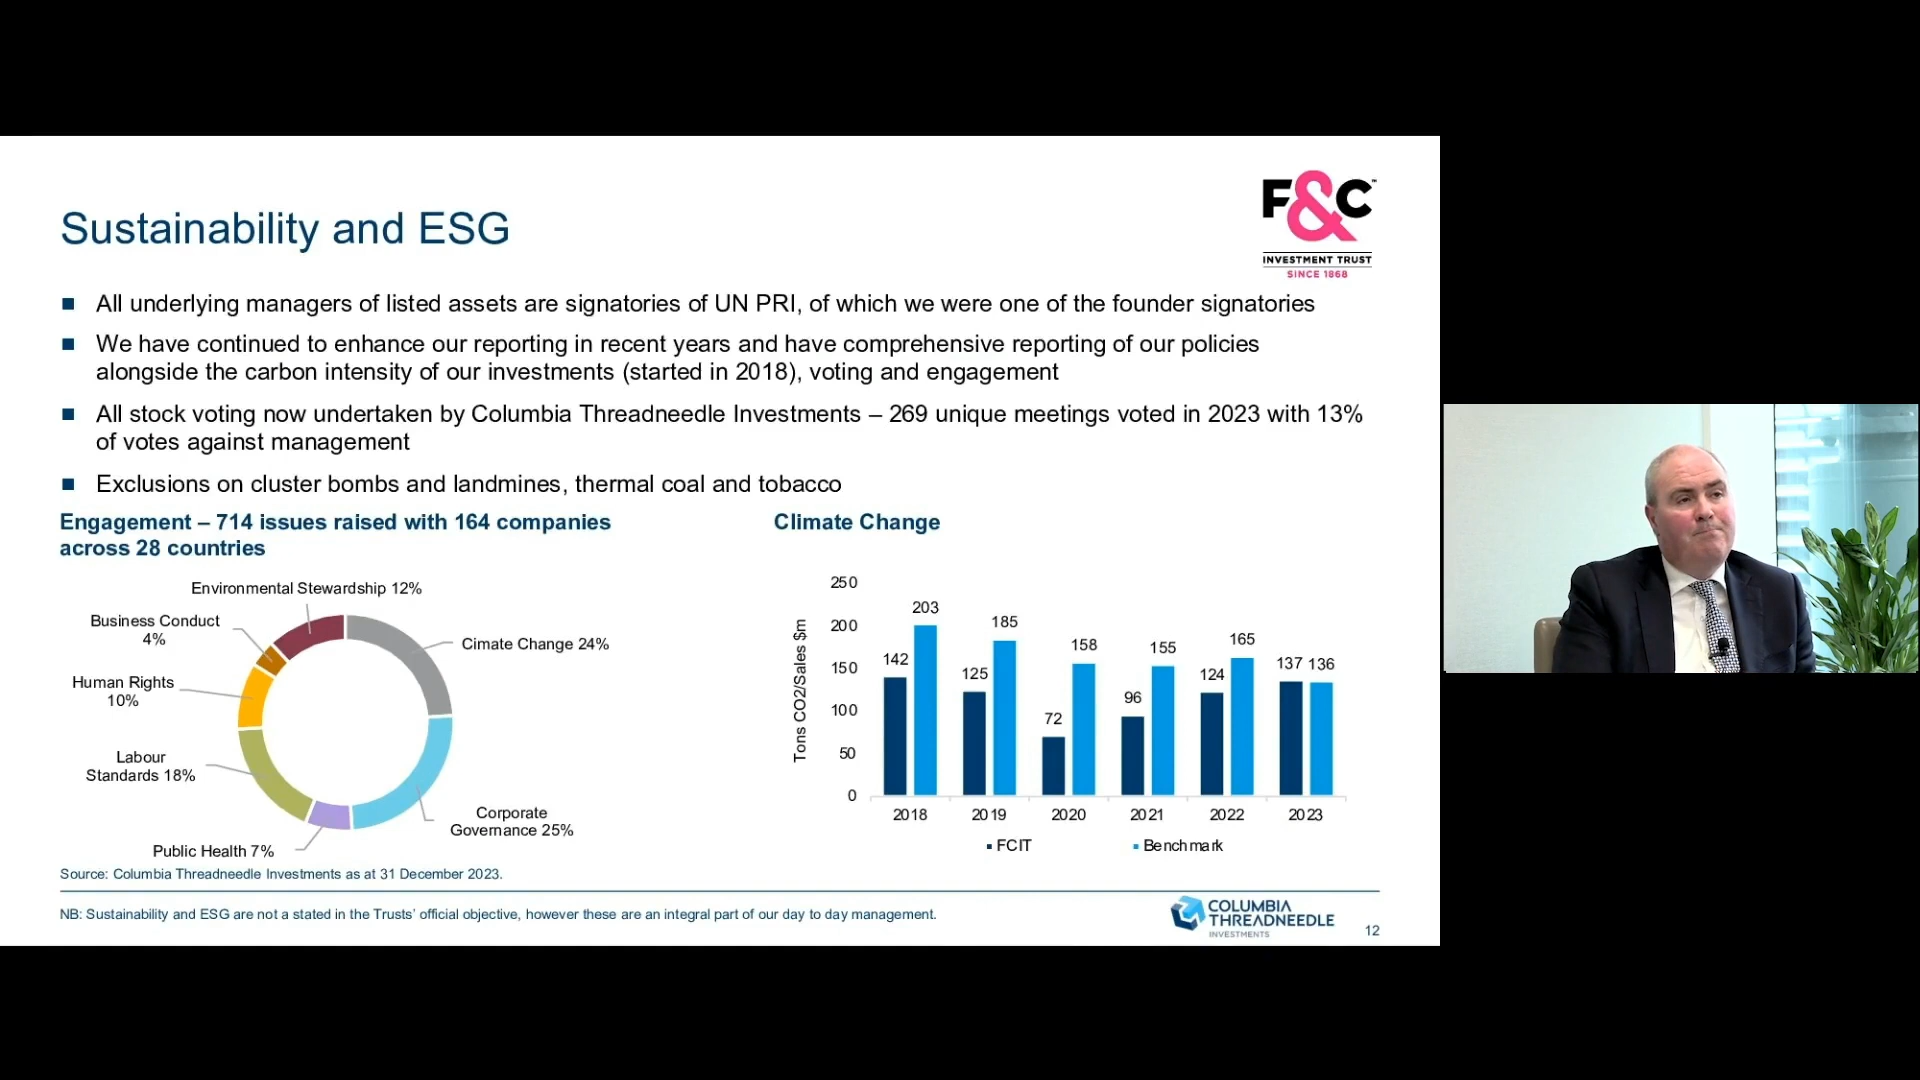 F&C™
INVESTMENT TRUST
SINCE 1868
Sustainability and ESG
All underlying managers of listed assets are signatories of UN PRI, of which we were one of the founder signatories
We have continued to enhance our reporting in recent years and have comprehensive reporting of our policies
alongside the carbon intensity of our investments (started in 2018), voting and engagement
All stock voting now undertaken by Columbia Threadneedle Investments – 269 unique meetings voted in 2023 with 13%
of votes against management
Exclusions on cluster bombs and landmines, thermal coal and tobacco
Engagement – 714 issues raised with 164 companies
across 28 countries
Environmental Stewardship 12%
Business Conduct
4%
Cimate Change 24%
Human Rights
10%
Labour
Standards 18%
Corporate
Governance 25%
Public Health 7%
Climate Change
Tons CO2/Sales $m
250
200
150
100
50
0
142
203
125
185
72
158
96
155
124
165
137
136
2018
2019
2020
2021
2022
2023
FCIT
Benchmark
Source: Columbia Threadneedle Investments as at 31 December 2023.
NB: Sustainability and ESG are not a stated in the Trusts’ official objective, however these are an integral part of our day to day management.
COLUMBIA
THREADNEEDLE
INVESTMENTS
12